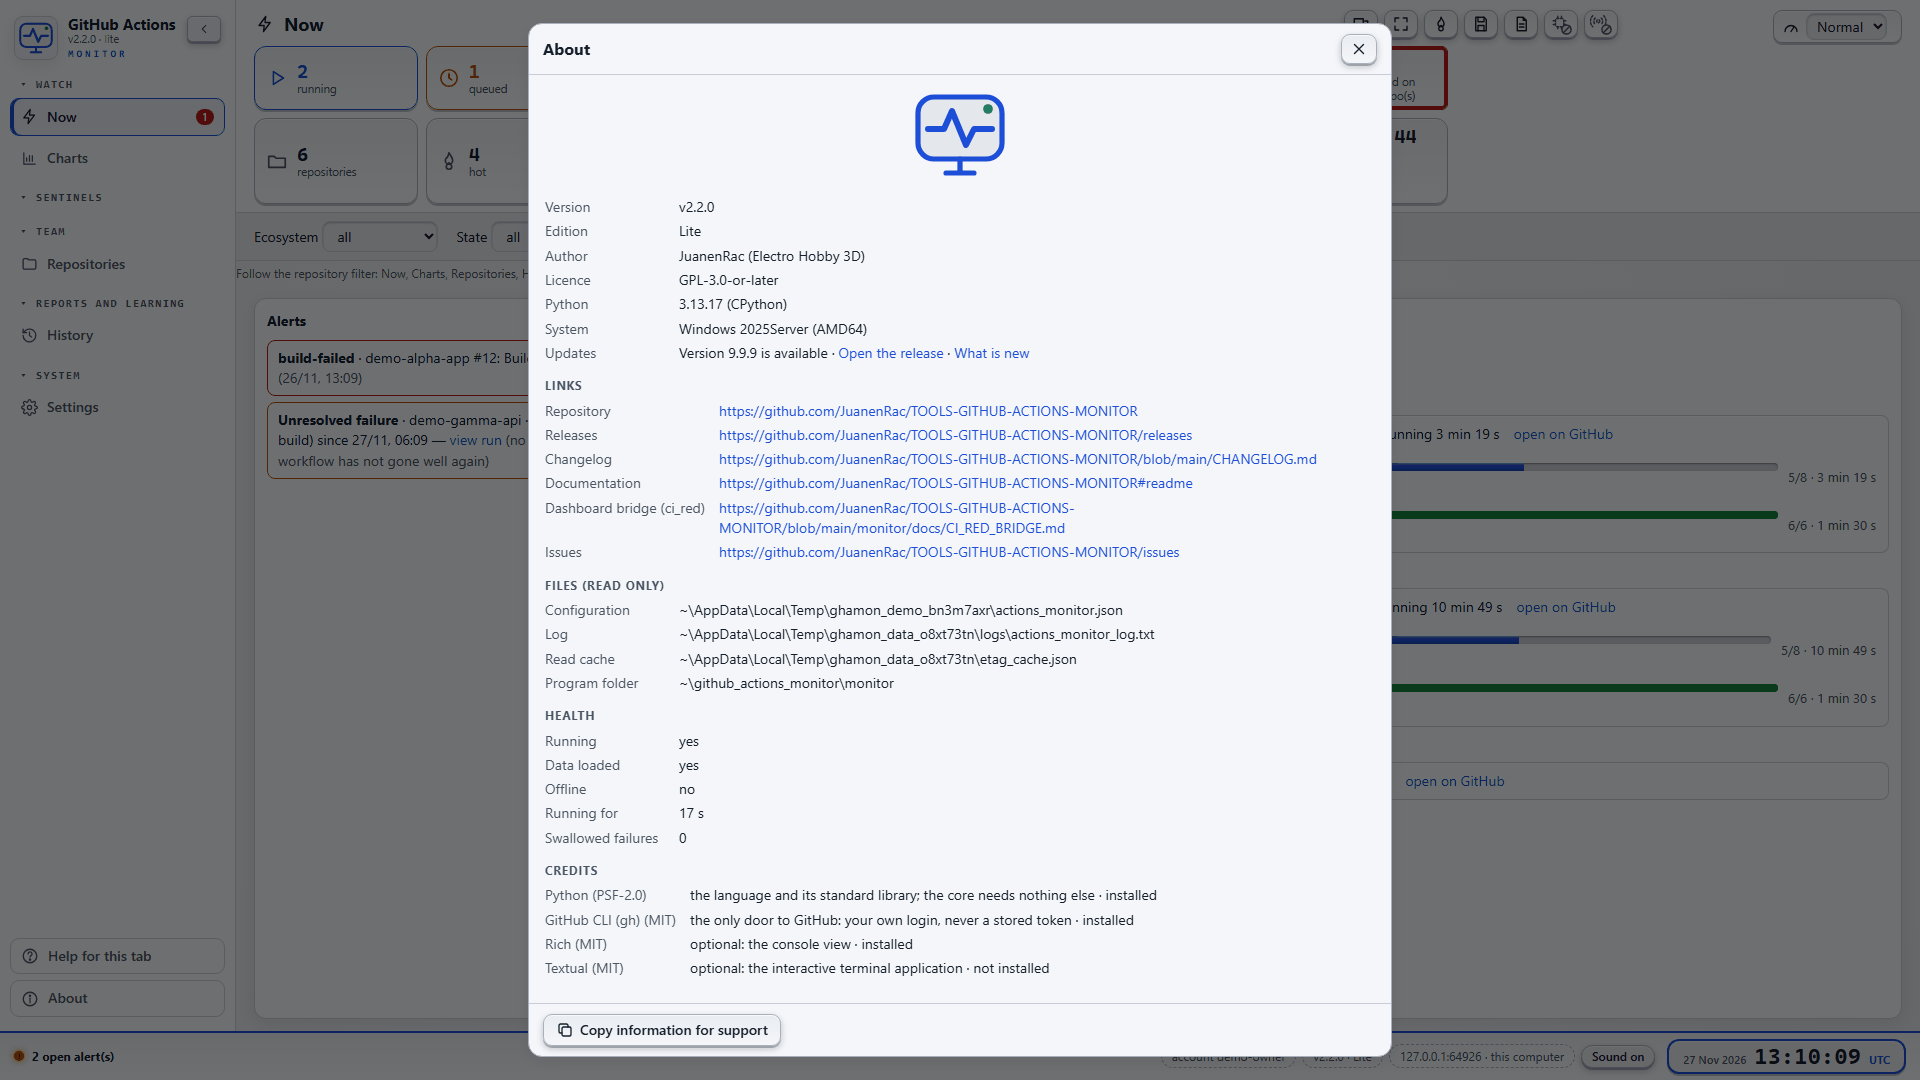 GitHub Actions
v2.2.0 · lite
MONITOR
WATCH
Now
1
Charts
SENTINELS
TEAM
Repositories
REPORTS AND LEARNING
History
SYSTEM
Settings
Help for this tab
About
Now
2
running
1
queued
6
repositories
4
hot
d on
po(s)
44
Normal
Ecosystem
all
State
all
Follow the repository filter: Now, Charts, Repositories, H
Alerts
build-failed · demo-alpha-app #12: Buil
(26/11, 13:09)
Unresolved failure · demo-gamma-api ·
build) since 27/11, 06:09 — view run (no
workflow has not gone well again)
About
Version v2.2.0
Edition Lite
Author JuanenRac (Electro Hobby 3D)
Licence GPL-3.0-or-later
Python 3.13.17 (CPython)
System Windows 2025Server (AMD64)
Updates Version 9.9.9 is available · Open the release · What is new
LINKS
Repository https://github.com/JuanenRac/TOOLS-GITHUB-ACTIONS-MONITOR
Releases https://github.com/JuanenRac/TOOLS-GITHUB-ACTIONS-MONITOR/releases
Changelog https://github.com/JuanenRac/TOOLS-GITHUB-ACTIONS-MONITOR/blob/main/CHANGELOG.md
Documentation https://github.com/JuanenRac/TOOLS-GITHUB-ACTIONS-MONITOR#readme
Dashboard bridge (ci_red) https://github.com/JuanenRac/TOOLS-GITHUB-ACTIONS-
MONITOR/blob/main/monitor/docs/CI_RED_BRIDGE.md
Issues https://github.com/JuanenRac/TOOLS-GITHUB-ACTIONS-MONITOR/issues
FILES (READ ONLY)
Configuration ~\AppData\Local\Temp\ghamon_demo_bn3m7axr\actions_monitor.json
Log ~\AppData\Local\Temp\ghamon_data_o8xt73tn\logs\actions_monitor_log.txt
Read cache ~\AppData\Local\Temp\ghamon_data_o8xt73tn\etag_cache.json
Program folder ~\github_actions_monitor\monitor
HEALTH
Running yes
Data loaded yes
Offline no
Running for 17 s
Swallowed failures 0
CREDITS
Python (PSF-2.0) the language and its standard library; the core needs nothing else · installed
GitHub CLI (gh) (MIT) the only door to GitHub: your own login, never a stored token · installed
Rich (MIT) optional: the console view · installed
Textual (MIT) optional: the interactive terminal application · not installed
Copy information for support
unning 3 min 19 s open on GitHub
5/8 · 3 min 19 s
6/6 · 1 min 30 s
nning 10 min 49 s open on GitHub
5/8 · 10 min 49 s
6/6 · 1 min 30 s
open on GitHub
2 open alert(s)
account demo-owner
v2.2.0 · Lite
127.0.0.1:64926 · this computer
Sound on
27 Nov 2026 13:10:09 UTC